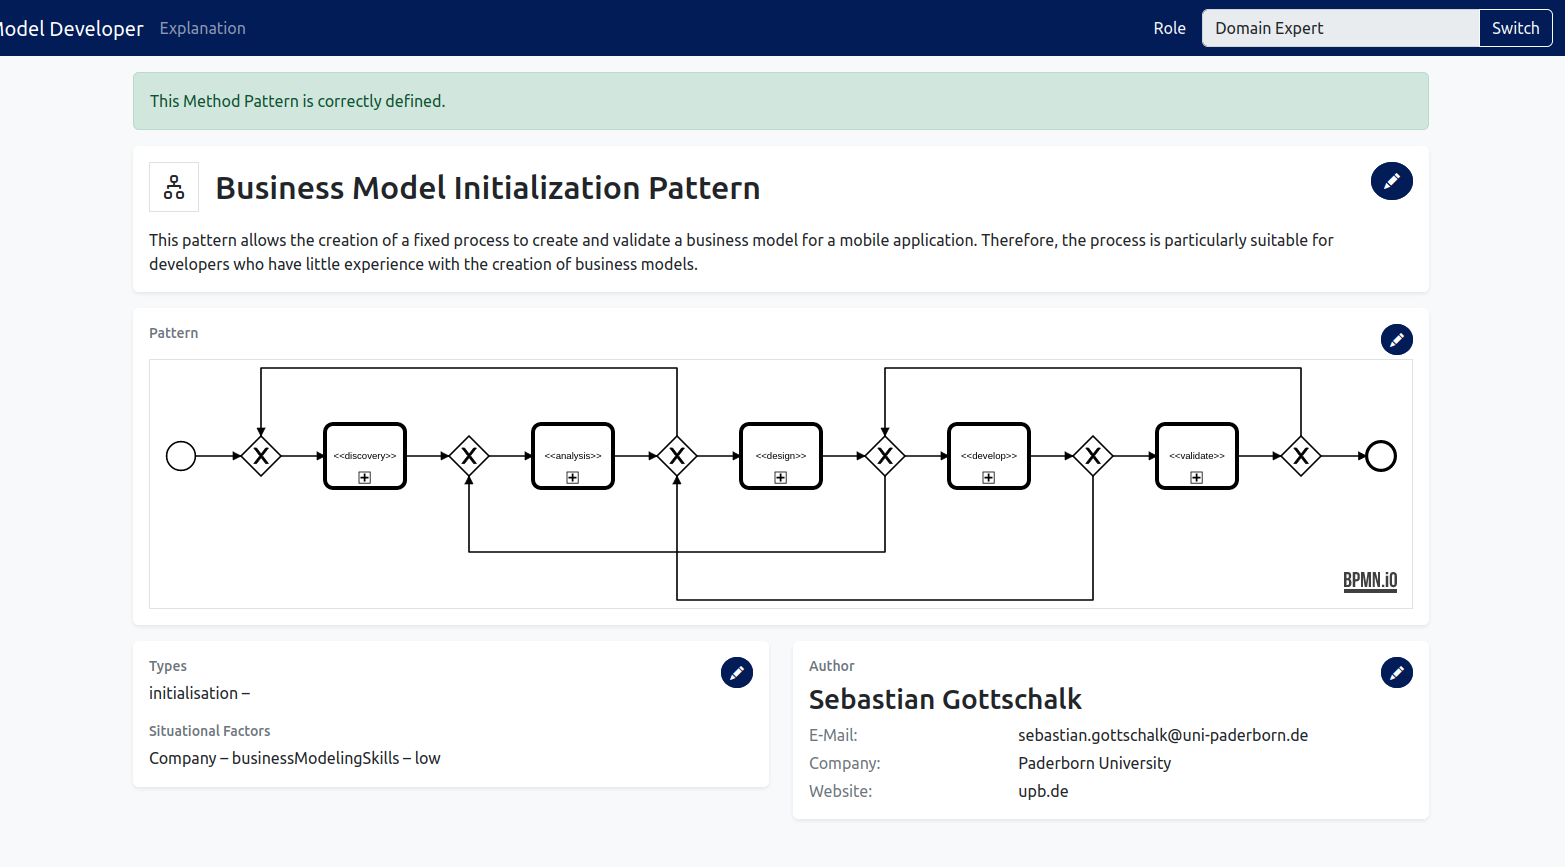 Model Developer Explanation Role Domain Expert Switch
This Method Pattern is correctly defined.
Business Model Initialization Pattern
This pattern allows the creation of a fixed process to create and validate a business model for a mobile application. Therefore, the process is particularly suitable for
developers who have little experience with the creation of business models.
Pattern
<<discovery>> <<analysis>> <<design>> <<develop>> <<validate>>
BPMN.iO
Types
initialisation –
Situational Factors
Company – businessModelingSkills – low
Author
Sebastian Gottschalk
E-Mail: sebastian.gottschalk@uni-paderborn.de
Company: Paderborn University
Website: upb.de